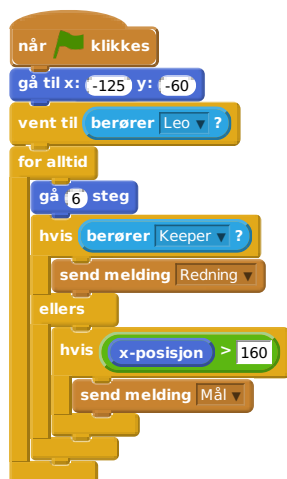 når klikkes
gå til x: -125 y: -60
vent til berører Leo ?
for alltid
gå 6 steg
hvis berører Keeper ?
send melding Redning
ellers
hvis x-posisjon > 160
send melding Mål